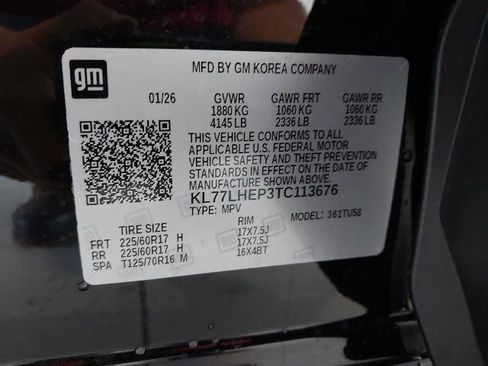 gm
MFD BY GM KOREA COMPANY
01/26 GVWR GAWR FRT GAWR RR
1880 KG 1060 KG 1060 KG
4145 LB 2336 LB 2336 LB
THIS VEHICLE CONFORMS TO ALL
APPLICABLE U.S. FEDERAL MOTOR
VEHICLE SAFETY AND THEFT PREVENTION
STANDARDS IN EFFECT ON THE DATE OF
MANUFACTURE SHOWN ABOVE.
KL77LHEP3TC113676
TYPE: MPV MODEL: 361TU58
TIRE SIZE RIM
FRT 225/60R17 H 17X7.5J
RR 225/60R17 H 17X7.5J
SPA T125/70R16 M 16X4BT